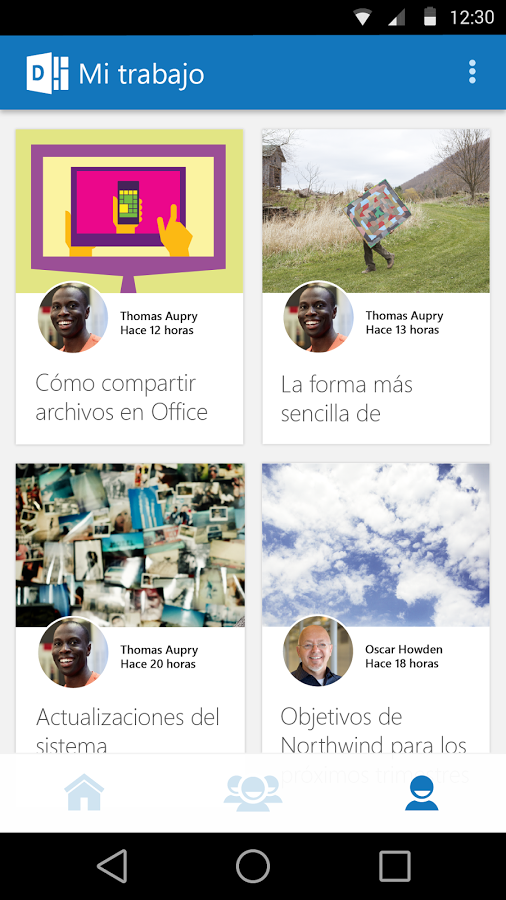 12:30
D
Mi trabajo
Thomas Aupry
Hace 12 horas
Cómo compartir
archivos en Office
Thomas Aupry
Hace 13 horas
La forma más
sencilla de
Thomas Aupry
Hace 20 horas
Actualizaciones del
sistema
Oscar Howden
Hace 18 horas
Objetivos de
Northwind para los
próximos trimestres